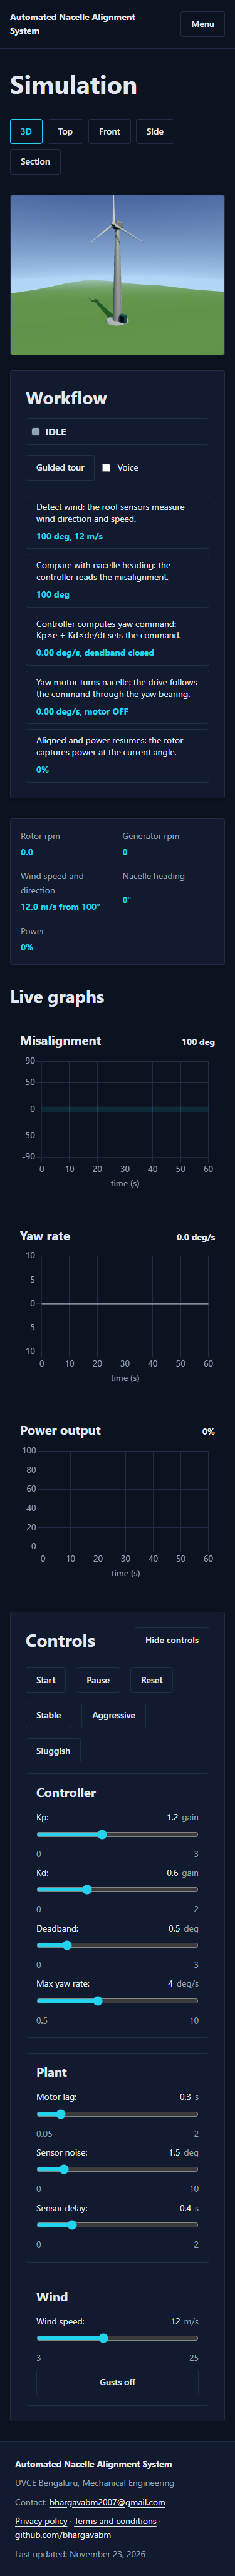 Automated Nacelle Alignment
System
Menu
Simulation
3D
Top
Front
Side
Section
Workflow
IDLE
Guided tour
Voice
Detect wind: the roof sensors measure
wind direction and speed.
100 deg, 12 m/s
Compare with nacelle heading: the
controller reads the misalignment.
100 deg
Controller computes yaw command:
Kp×e + Kd×de/dt sets the command.
0.00 deg/s, deadband closed
Yaw motor turns nacelle: the drive follows
the command through the yaw bearing.
0.00 deg/s, motor OFF
Aligned and power resumes: the rotor
captures power at the current angle.
0%
Rotor rpm
0.0
Generator rpm
0
Wind speed and
direction
12.0 m/s from 100°
Nacelle heading
0°
Power
0%
Live graphs
Misalignment
100 deg
90
50
0
-50
-90
0 10 20 30 40 50 60
time (s)
Yaw rate
0.0 deg/s
10
5
0
-5
-10
0 10 20 30 40 50 60
time (s)
Power output
0%
100
80
60
40
20
0
0 10 20 30 40 50 60
time (s)
Controls
Hide controls
Start
Pause
Reset
Stable
Aggressive
Sluggish
Controller
Kp: 1.2 gain
0 3
Kd: 0.6 gain
0 2
Deadband: 0.5 deg
0 3
Max yaw rate: 4 deg/s
0.5 10
Plant
Motor lag: 0.3 s
0.05 2
Sensor noise: 1.5 deg
0 10
Sensor delay: 0.4 s
0 2
Wind
Wind speed: 12 m/s
3 25
Gusts off
Automated Nacelle Alignment System
UVCE Bengaluru, Mechanical Engineering
Contact: bhargavabm2007@gmail.com
Privacy policy · Terms and conditions ·
github.com/bhargavabm
Last updated: November 23, 2026